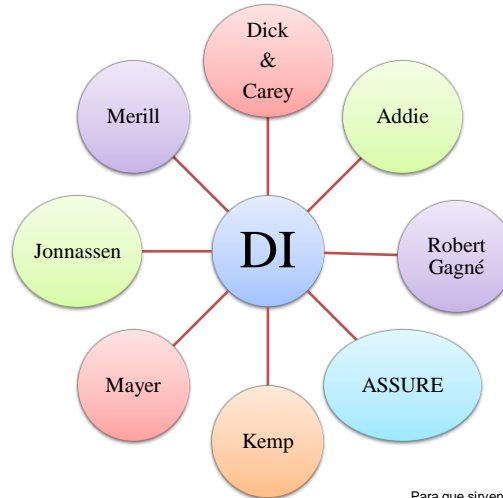 Dick
&
Carey
Addie
Robert
Gagné
ASSURE
Kemp
Mayer
Jonnassen
Merill
DI
Para que sirven